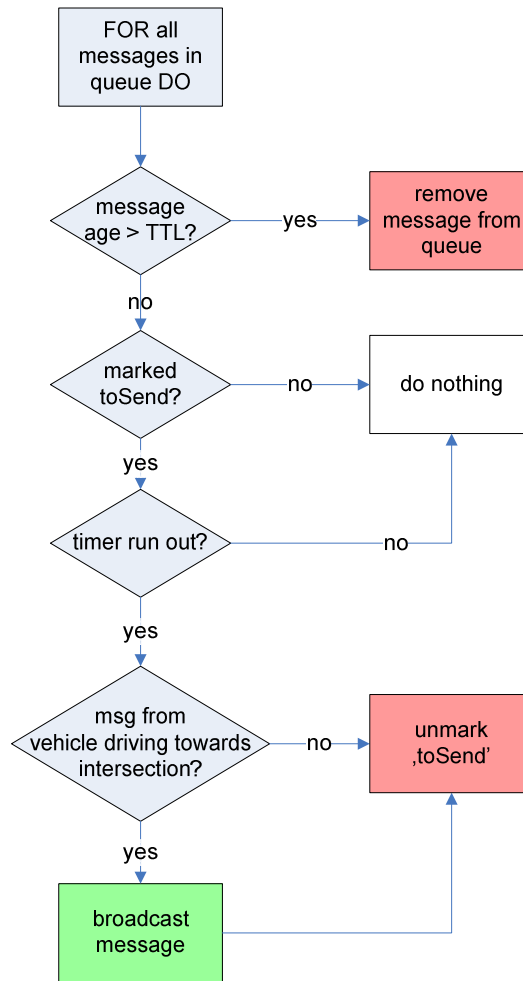 FOR all
messages in
queue DO
message
age > TTL?
yes
remove
message from
queue
no
marked
toSend?
no
do nothing
yes
timer run out?
no
yes
msg from
vehicle driving towards
intersection?
no
unmark
‚toSend’
yes
broadcast
message